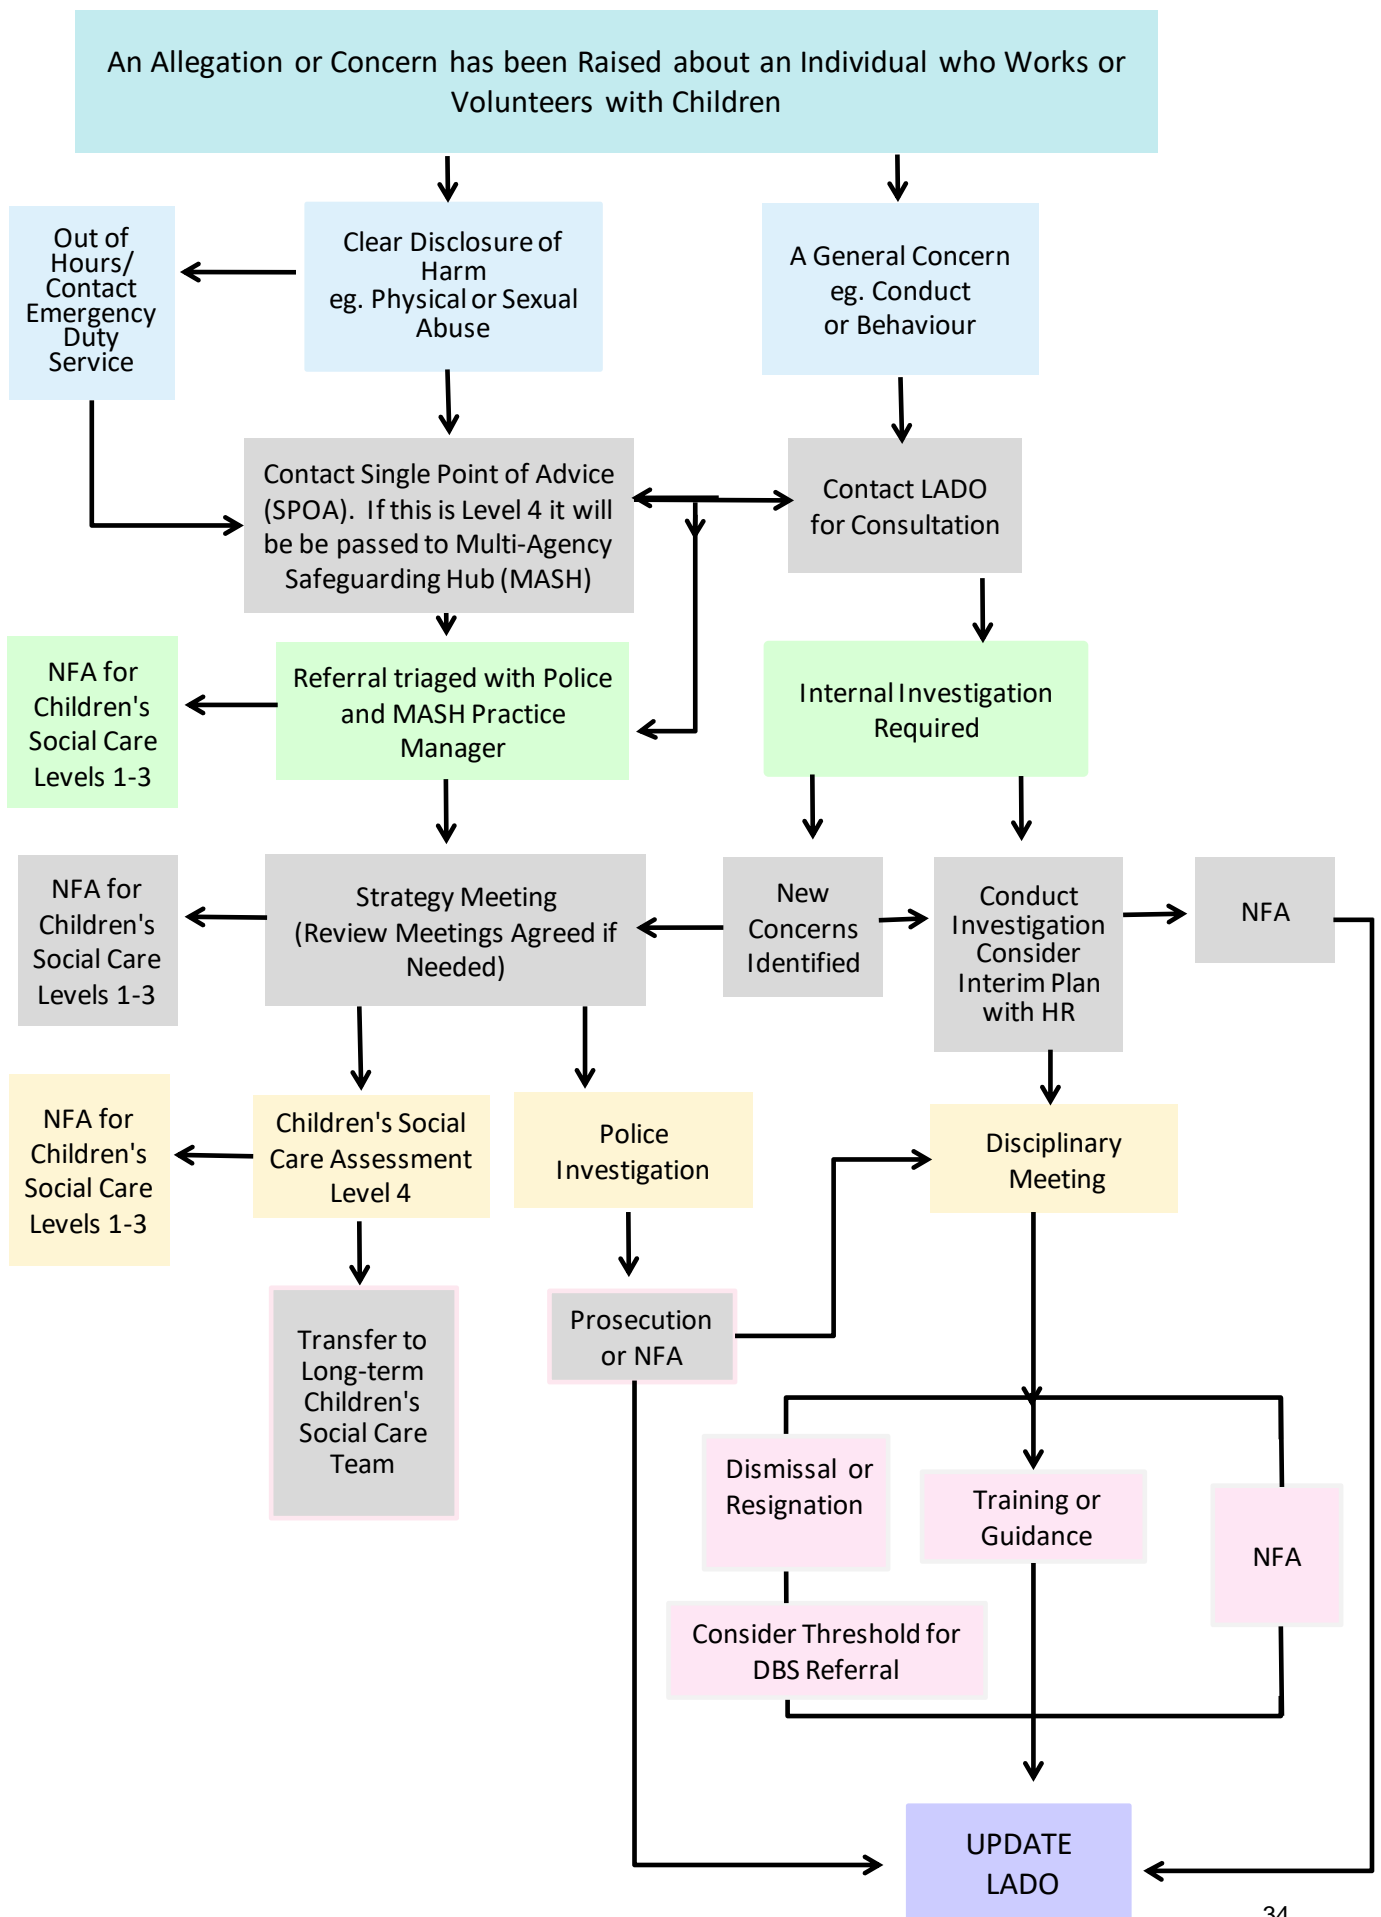 An Allegation or Concern has been Raised about an Individual who Works or
Volunteers with Children
Out of
Hours/
Contact
Emergency
Duty
Service
Clear Disclosure of
Harm
eg. Physical or Sexual
Abuse
A General Concern
eg. Conduct
or Behaviour
Contact Single Point of Advice
(SPOA). If this is Level 4 it will
be be passed to Multi-Agency
Safeguarding Hub (MASH)
Contact LADO
for Consultation
NFA for
Children's
Social Care
Levels 1-3
Referral triaged with Police
and MASH Practice
Manager
Internal Investigation
Required
NFA for
Children's
Social Care
Levels 1-3
Strategy Meeting
(Review Meetings Agreed if
Needed)
New
Concerns
Identified
Conduct
Investigation
Consider
Interim Plan
with HR
NFA
NFA for
Children's
Social Care
Levels 1-3
Children's Social
Care Assessment
Level 4
Police
Investigation
Disciplinary
Meeting
Transfer to
Long-term
Children's
Social Care
Team
Prosecution
or NFA
Dismissal or
Resignation
Training or
Guidance
NFA
Consider Threshold for
DBS Referral
UPDATE
LADO
34